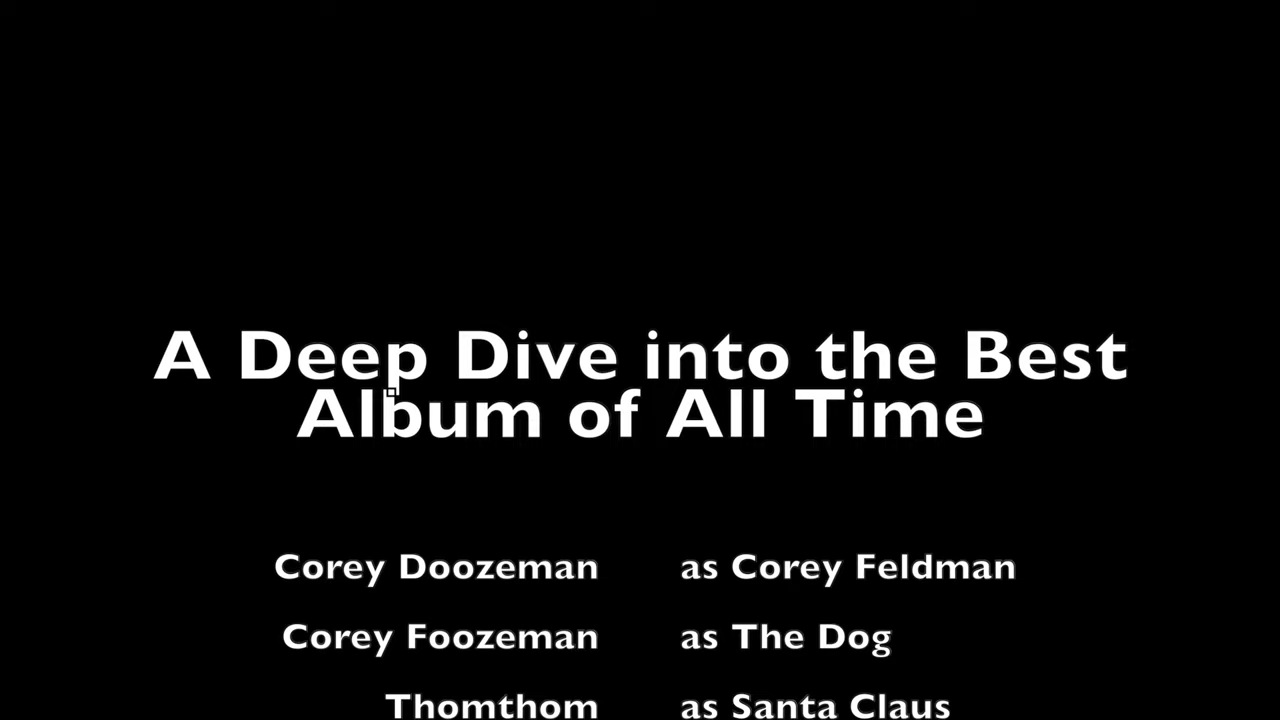 A Deep Dive into the Best
Album of All Time
Corey Doozeman as Corey Feldman
Corey Foozeman as The Dog
Thomthom as Santa Claus